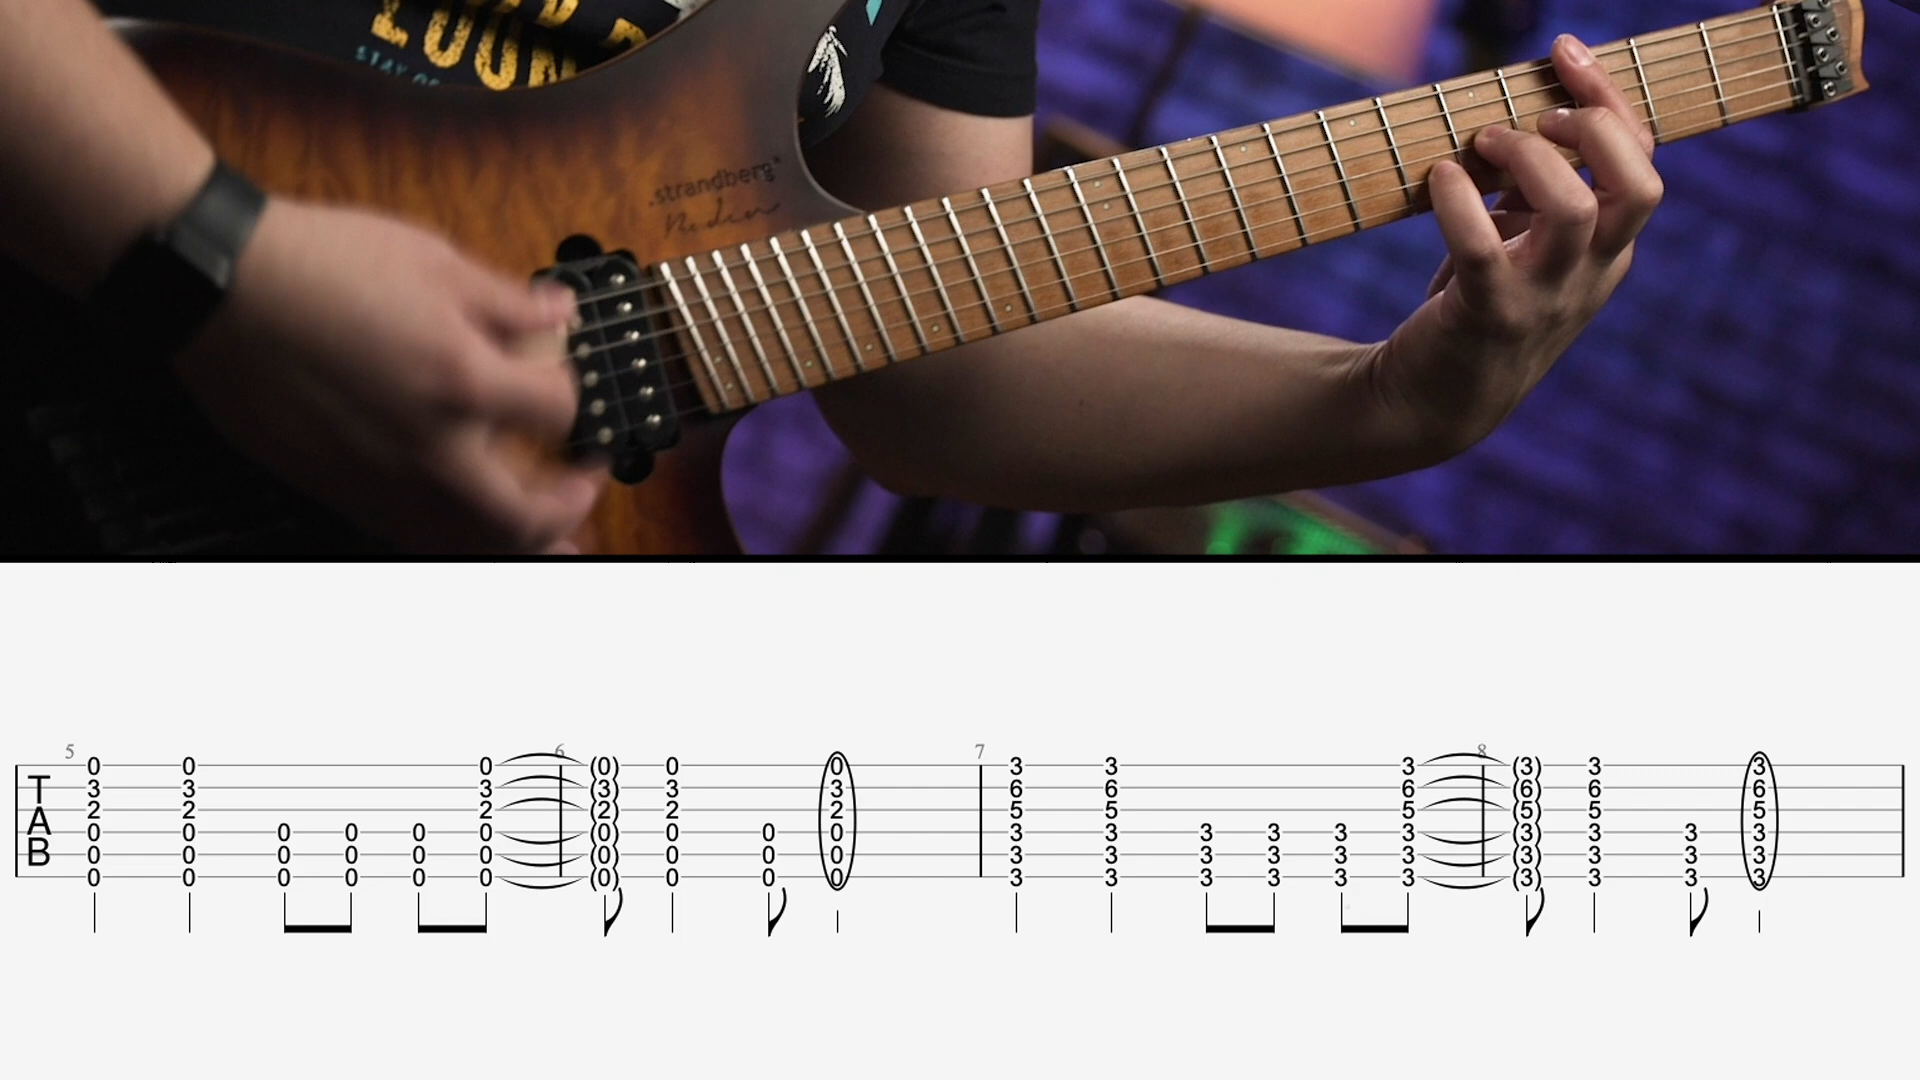 LOON
STAY
.strandberg*
Boden
5 6 7 8
T 0 0 0 (0) 0 0 3 3 3 (3) 3 3
3 3 3 (3) 3 3 6 6 6 (6) 6 6
A 2 2 2 (2) 2 2 5 5 5 (5) 5 5
0 0 0 0 0 0 (0) 0 0 0 3 3 3 3 3 3 (3) 3 3 3
B 0 0 0 0 0 0 (0) 0 0 0 3 3 3 3 3 3 (3) 3 3 3
0 0 0 0 0 0 (0) 0 0 0 3 3 3 3 3 3 (3) 3 3 3